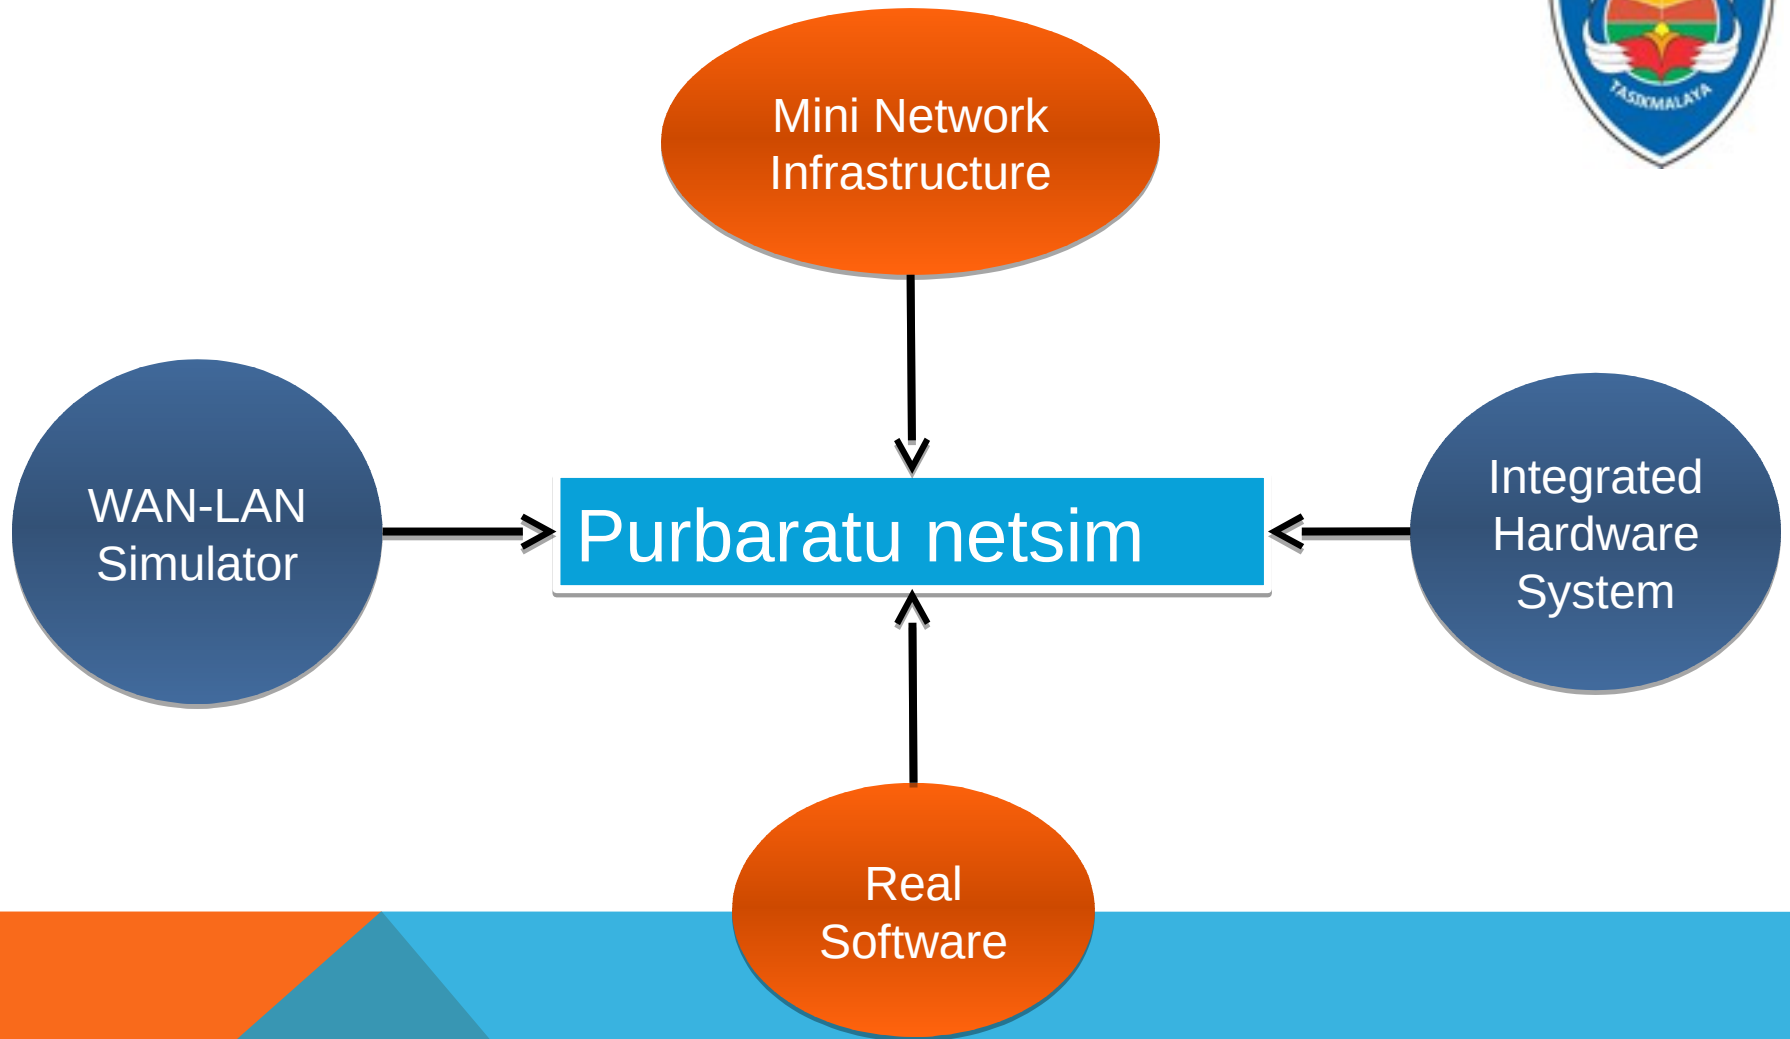 TASIKMALAYA
Mini Network
Infrastructure
WAN-LAN
Simulator
Purbaratu netsim
Integrated
Hardware
System
Real
Software